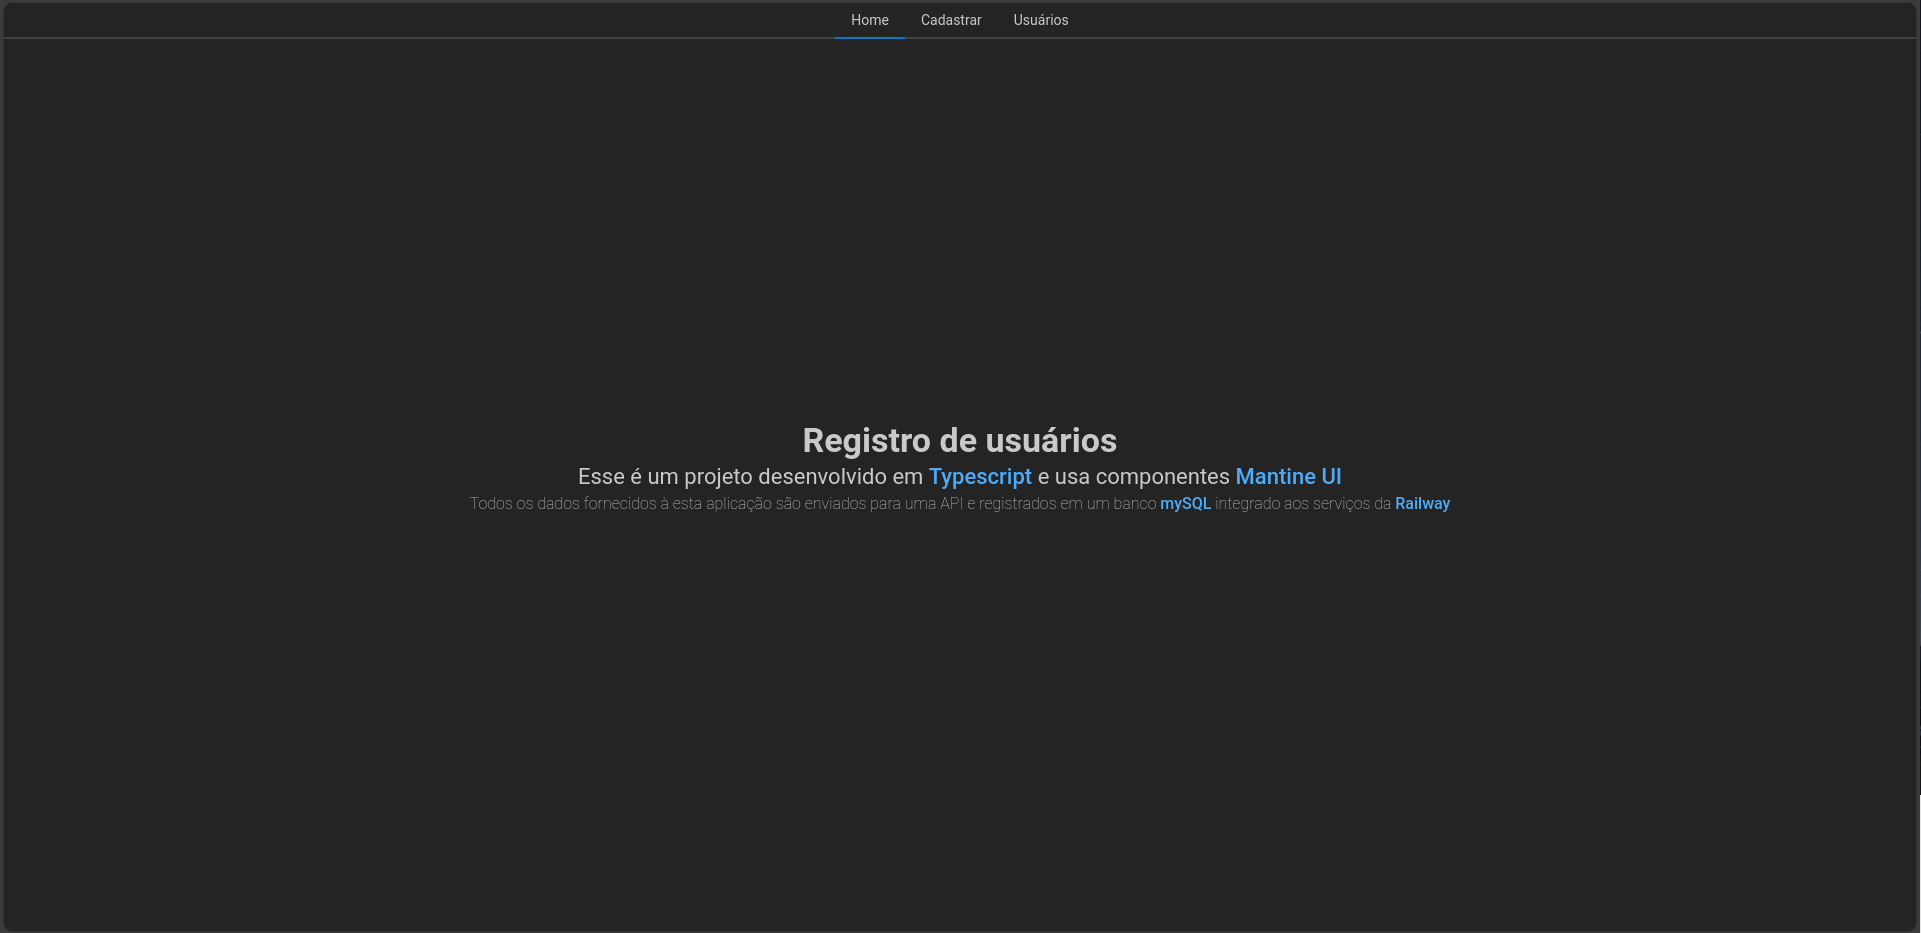 Home Cadastrar Usuários
Registro de usuários
Esse é um projeto desenvolvido em Typescript e usa componentes Mantine UI
Todos os dados fornecidos à esta aplicação são enviados para uma API e registrados em um banco mySQL integrado aos serviços da Railway